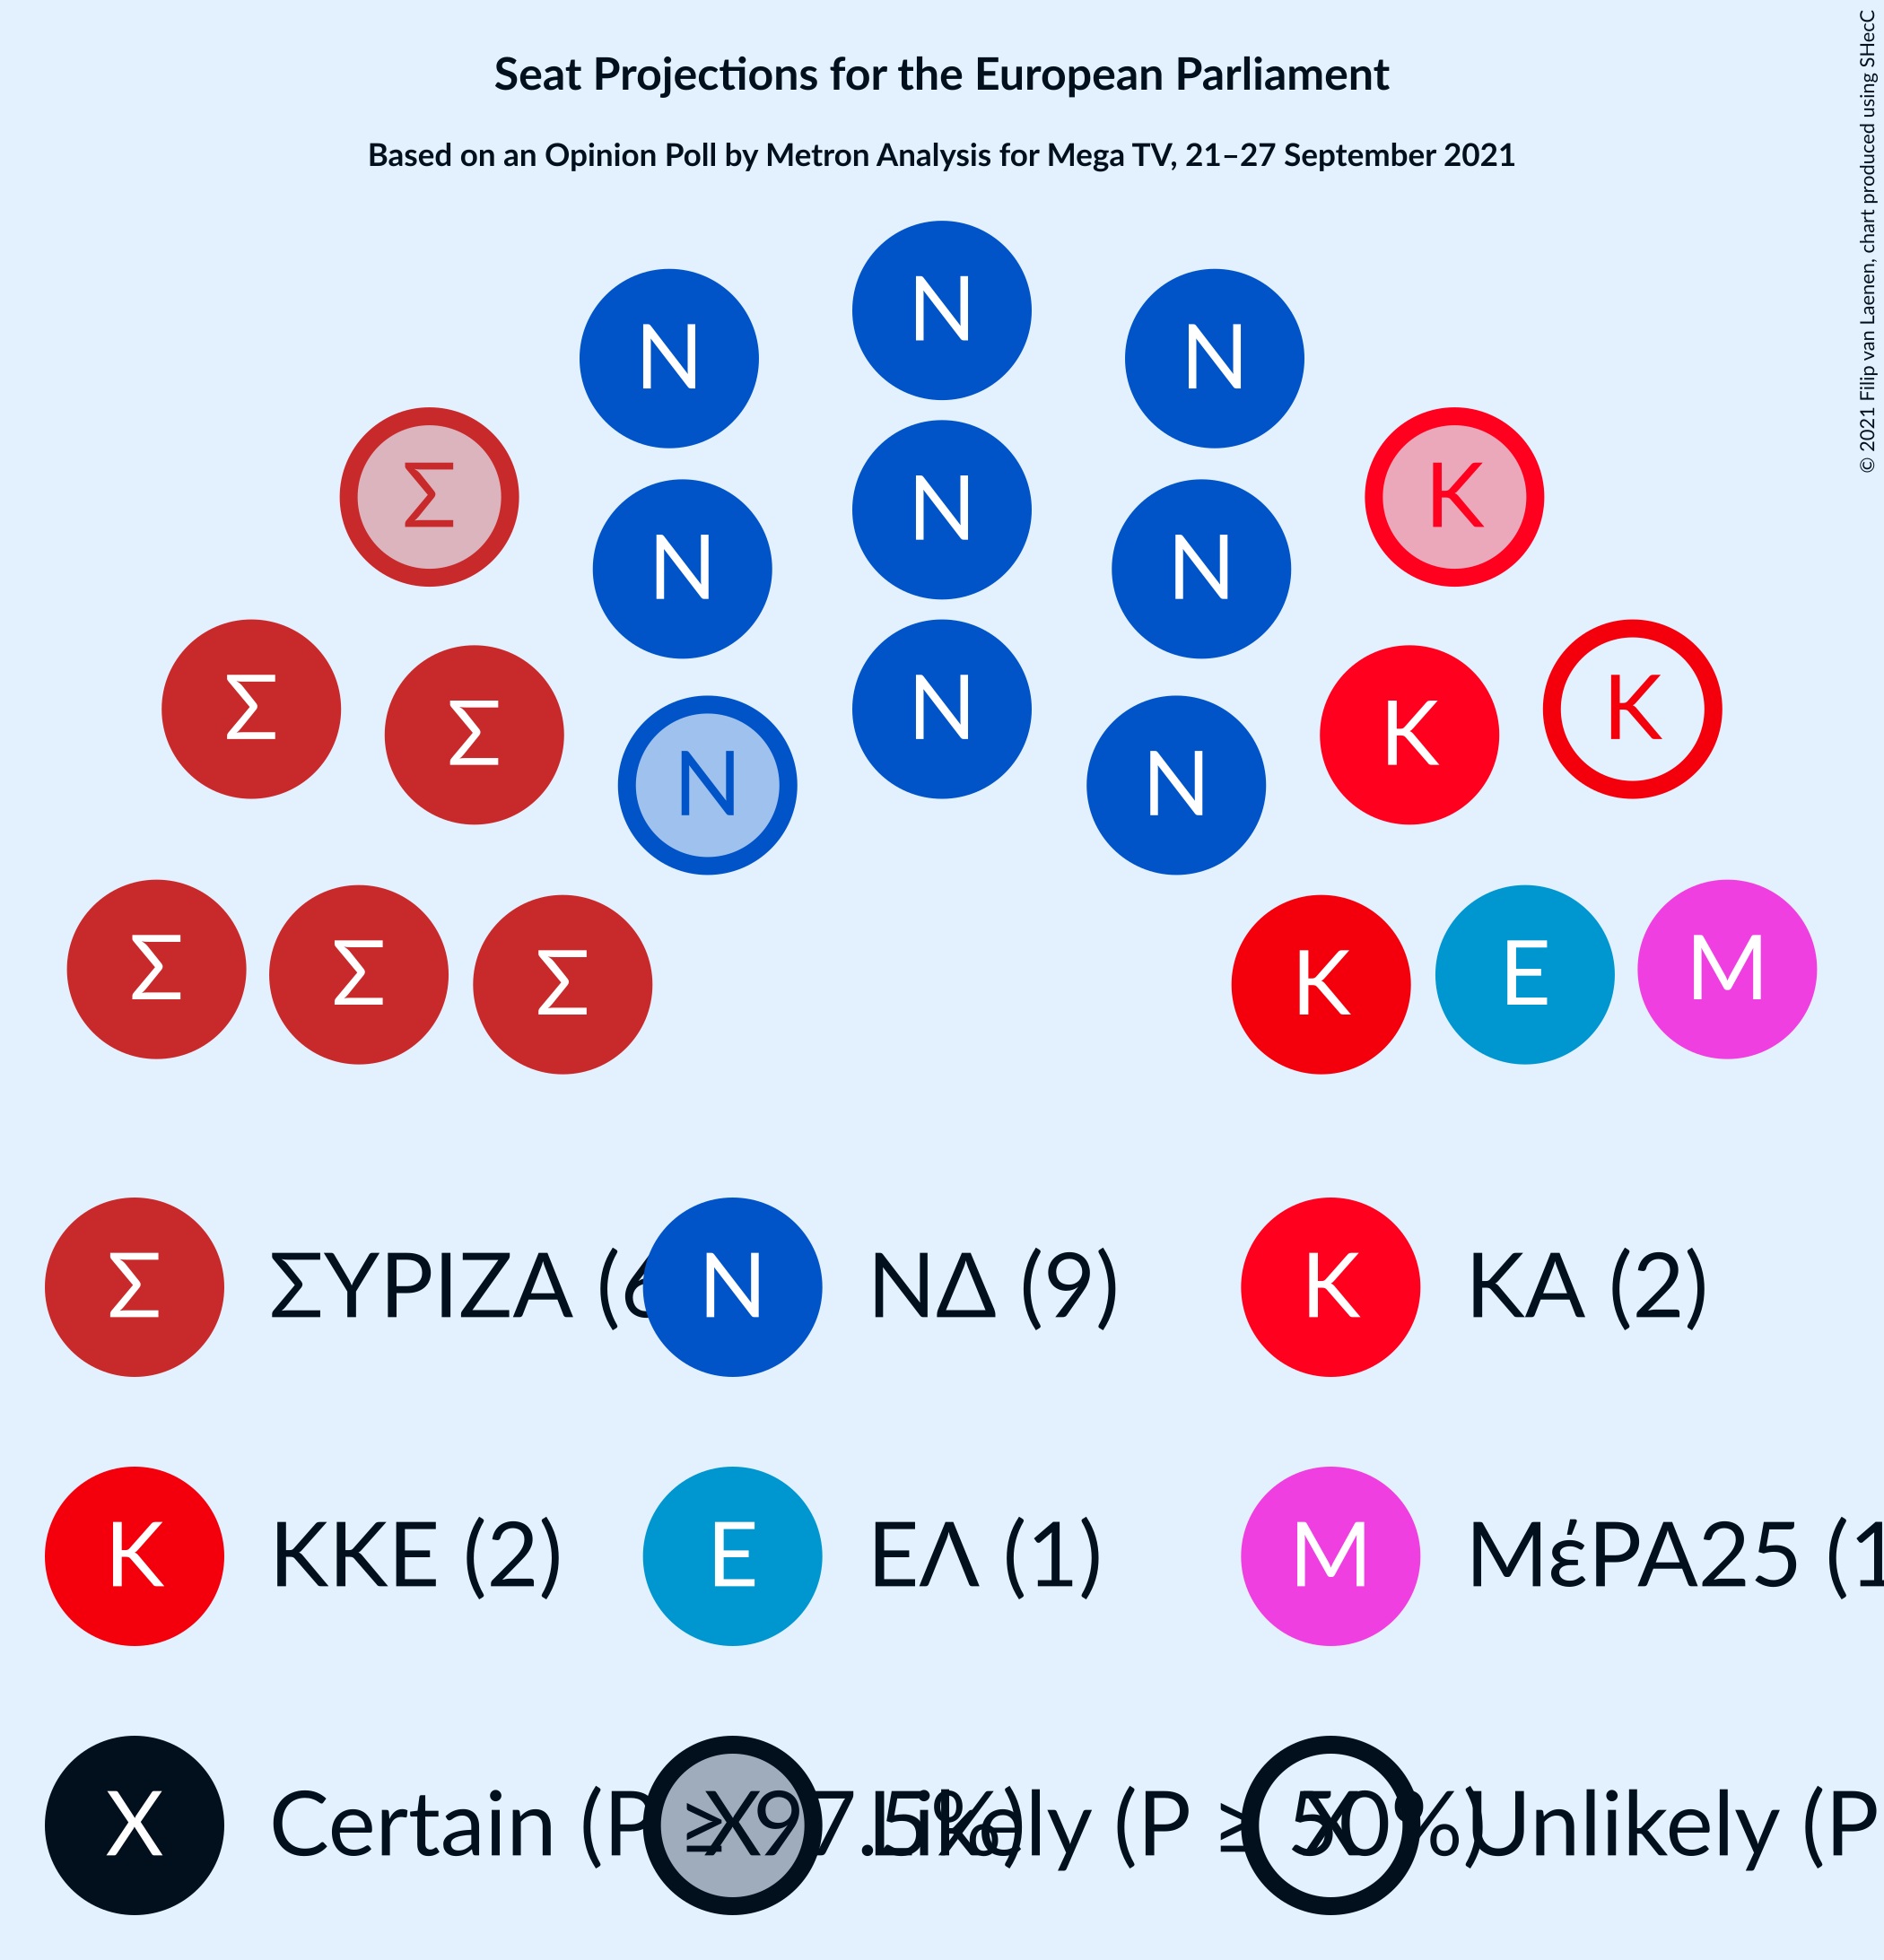 Seat Projections for the European Parliament
Based on an Opinion Poll by Metron Analysis for Mega TV, 21–27 September 2021
© 2021 Filip van Laenen, chart produced using SHecC
N
N N
Σ K
N
N N
Σ N K
Σ K
N N
Σ Σ Σ K E M
Σ ΣΥΡΙΖΑ (6 N ΝΔ (9) K ΚΑ (2)
K ΚΚΕ (2) E ΕΛ (1) M ΜέΡΑ25 (1
X Certain (P ≥ 97.5%) X Likely (P ≥ 50%) X Unlikely (P